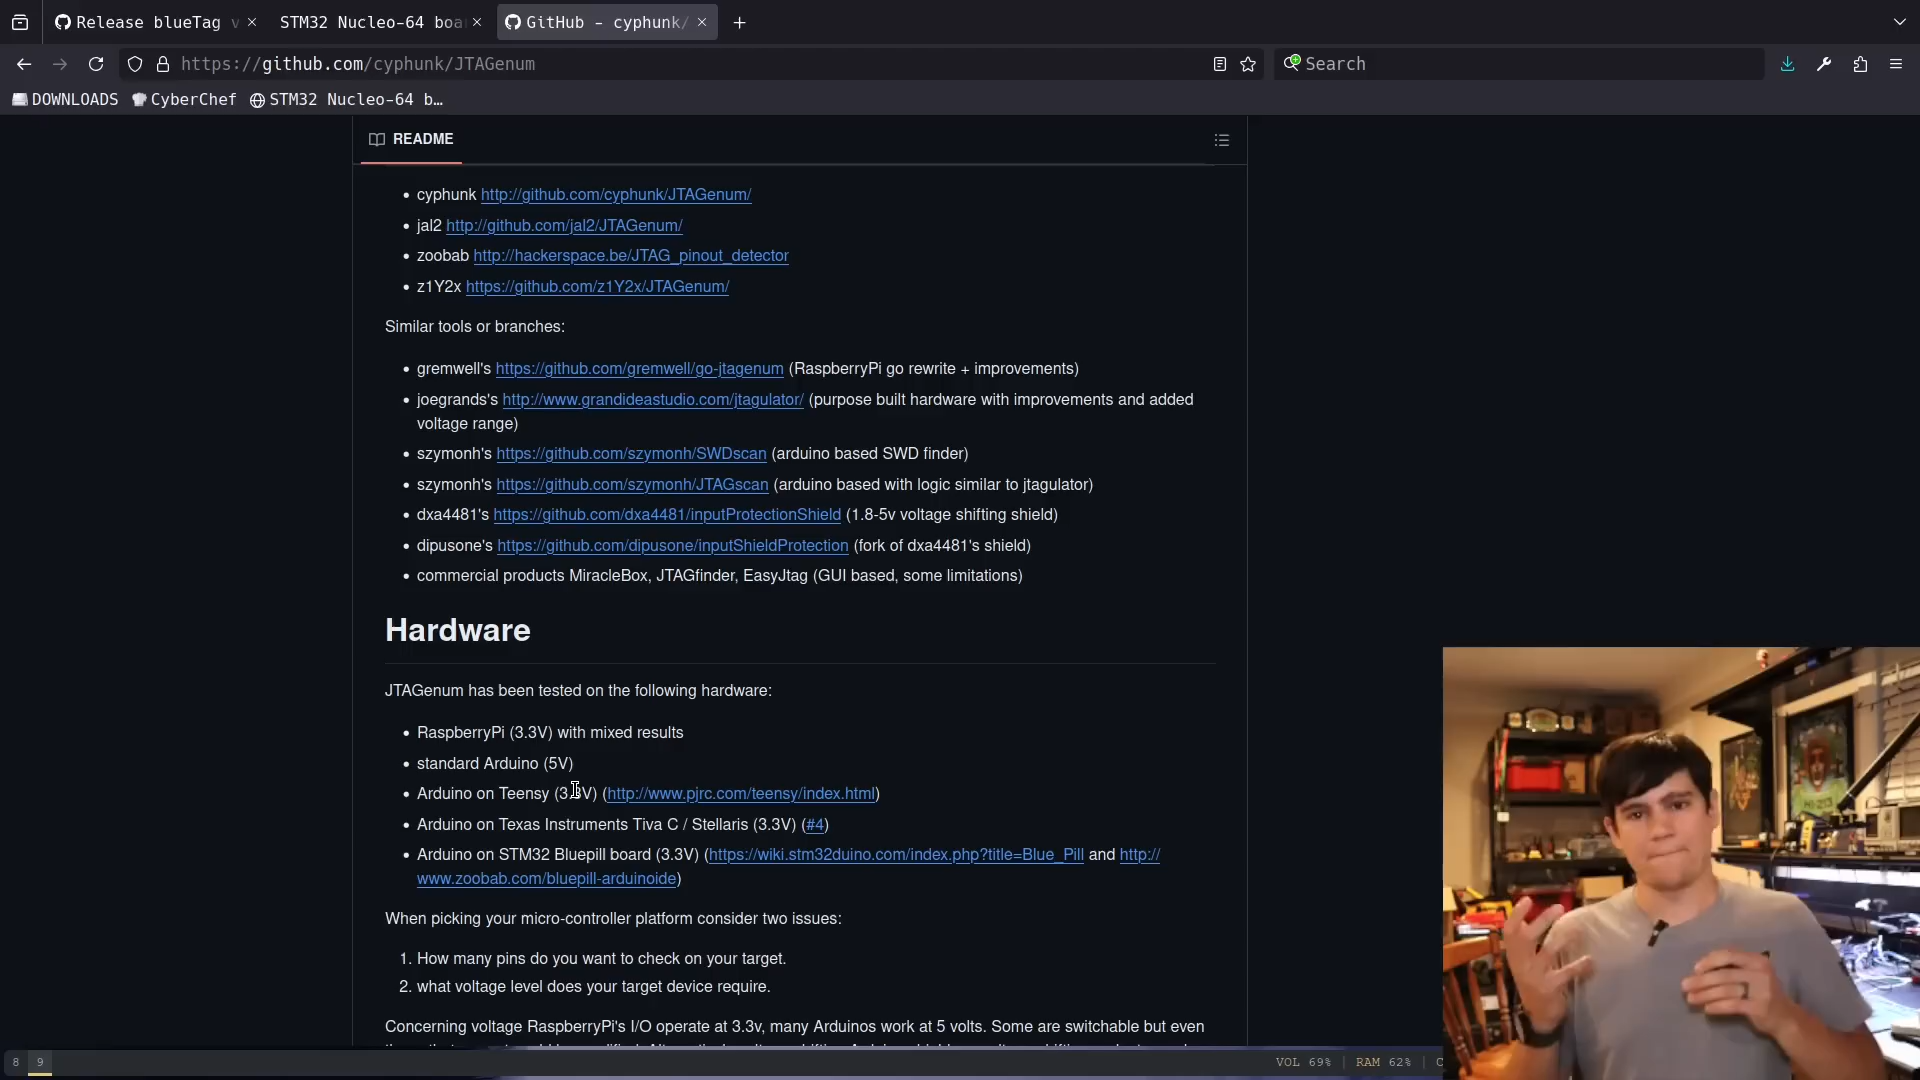 Release blueTag v
STM32 Nucleo-64 boa
GitHub - cyphunk/
https://github.com/cyphunk/JTAGenum
Search
DOWNLOADS
CyberChef
STM32 Nucleo-64 b…
README
cyphunk http://github.com/cyphunk/JTAGenum/
jal2 http://github.com/jal2/JTAGenum/
zoobab http://hackerspace.be/JTAG_pinout_detector
z1Y2x https://github.com/z1Y2x/JTAGenum/
Similar tools or branches:
gremwell's https://github.com/gremwell/go-jtagenum (RaspberryPi go rewrite + improvements)
joegrands's http://www.grandideastudio.com/jtagulator/ (purpose built hardware with improvements and added
voltage range)
szymonh's https://github.com/szymonh/SWDscan (arduino based SWD finder)
szymonh's https://github.com/szymonh/JTAGscan (arduino based with logic similar to jtagulator)
dxa4481's https://github.com/dxa4481/inputProtectionShield (1.8-5v voltage shifting shield)
dipusone's https://github.com/dipusone/inputShieldProtection (fork of dxa4481's shield)
commercial products MiracleBox, JTAGfinder, EasyJtag (GUI based, some limitations)
Hardware
JTAGenum has been tested on the following hardware:
RaspberryPi (3.3V) with mixed results
standard Arduino (5V)
Arduino on Teensy (3.3V) (http://www.pjrc.com/teensy/index.html)
Arduino on Texas Instruments Tiva C / Stellaris (3.3V) (#4)
Arduino on STM32 Bluepill board (3.3V) (https://wiki.stm32duino.com/index.php?title=Blue_Pill and http://
www.zoobab.com/bluepill-arduinoide)
When picking your micro-controller platform consider two issues:
1. How many pins do you want to check on your target.
2. what voltage level does your target device require.
Concerning voltage RaspberryPi's I/O operate at 3.3v, many Arduinos work at 5 volts. Some are switchable but even
8
9
VOL 69% | RAM 62% | C